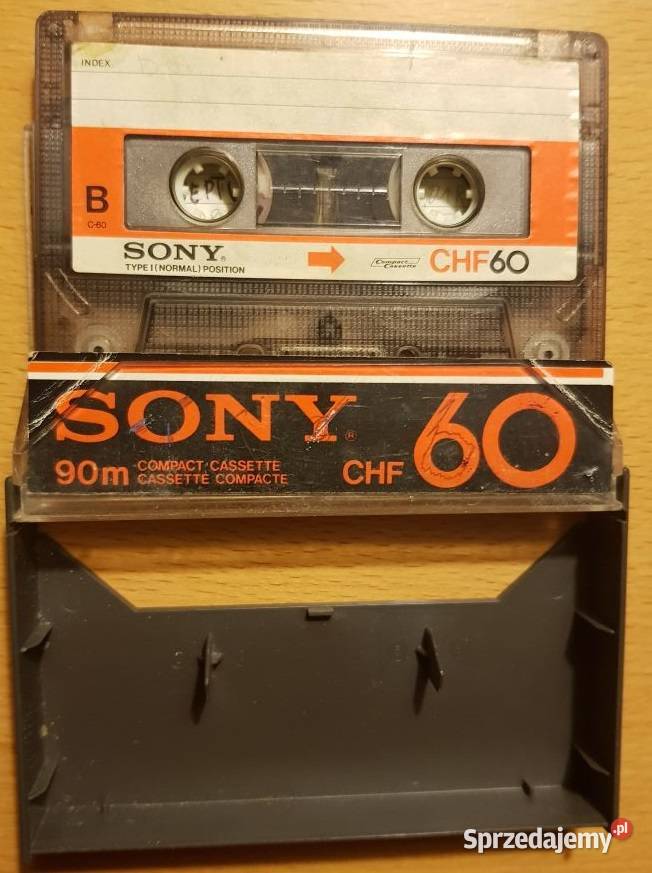 INDEX
B
C-60
SONY®
TYPE I (NORMAL) POSITION
Compact Cassette
CHF60
SONY®
90m
COMPACT CASSETTE
CASSETTE COMPACTE
CHF 60
Sprzedajemy.pl